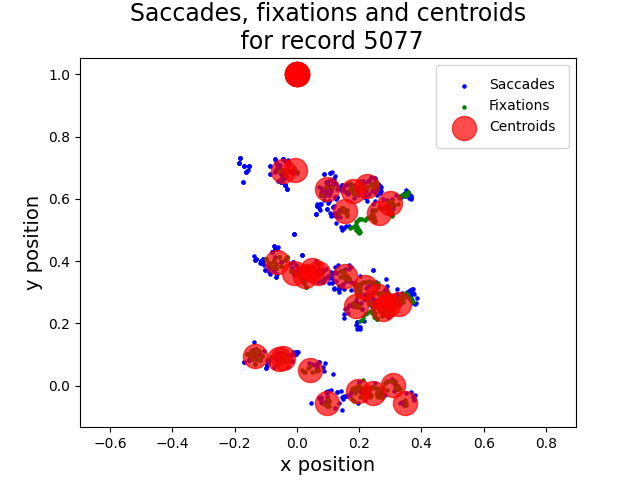 Saccades, fixations and centroids
for record 5077
Saccades
Fixations
Centroids
1.0
0.8
0.6
0.4
0.2
0.0
y position
−0.6 −0.4 −0.2 0.0 0.2 0.4 0.6 0.8
x position